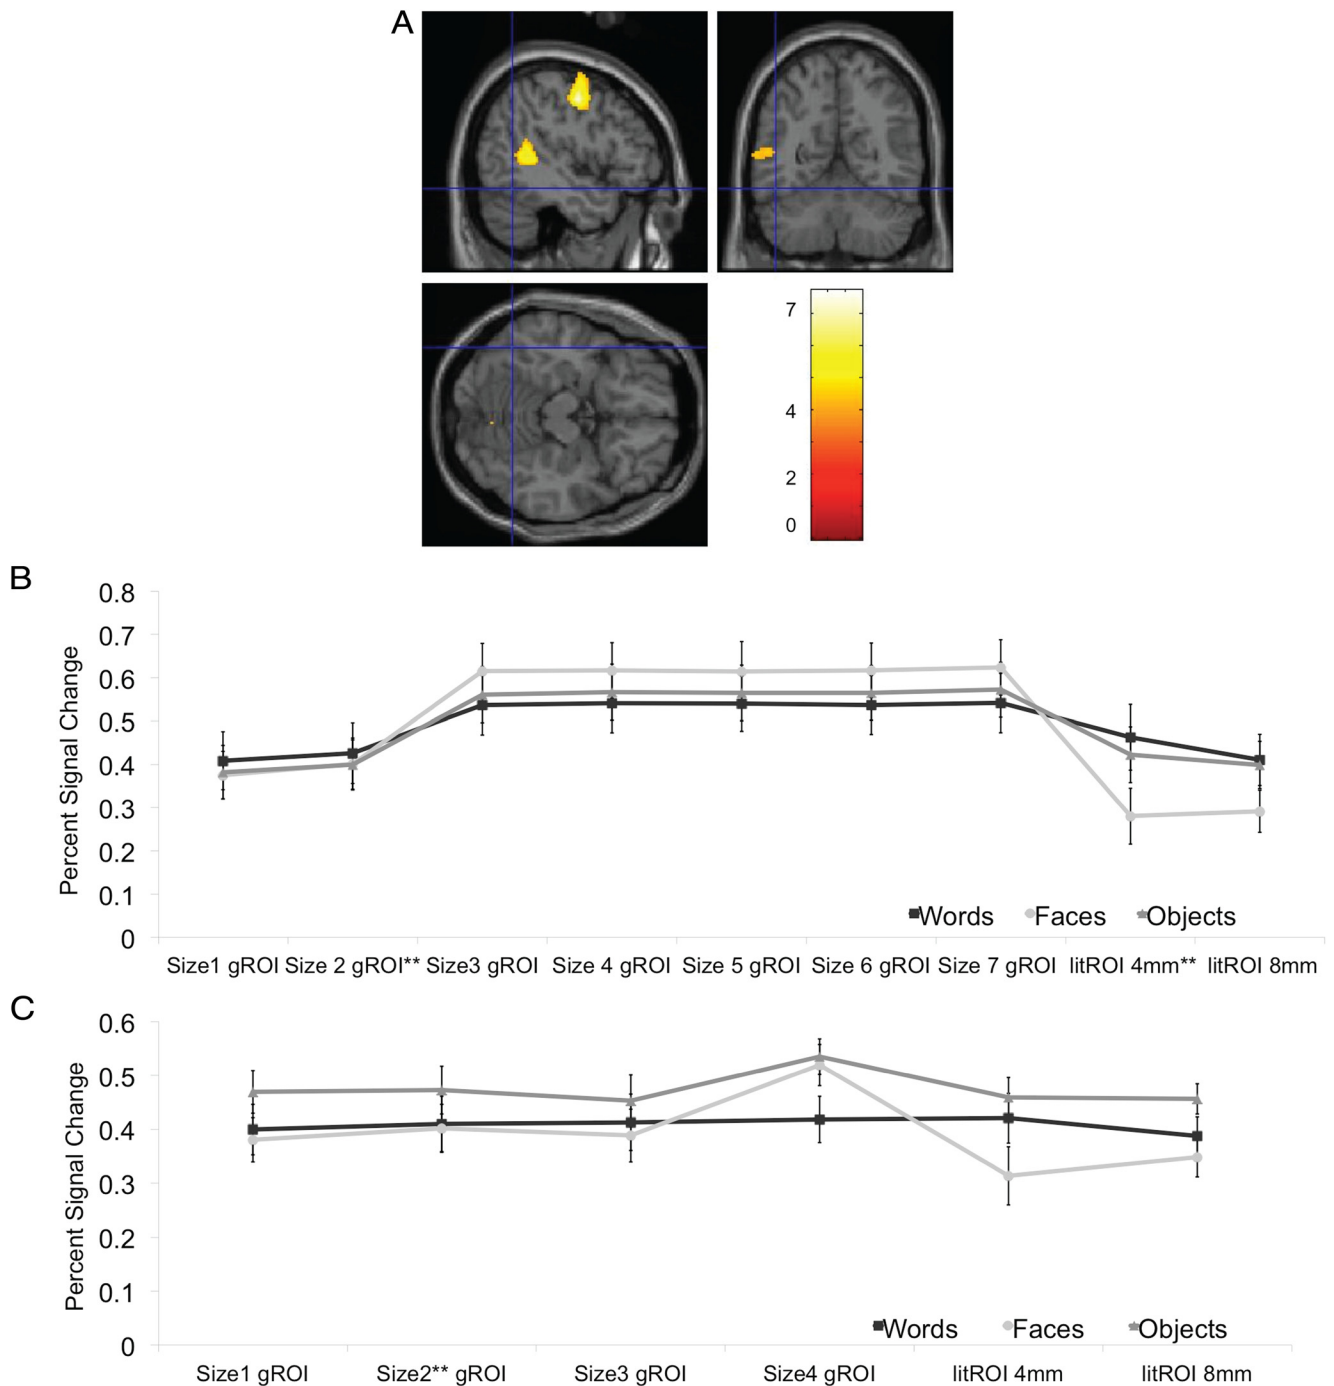 A
7
4
2
0
B
Percent Signal Change
0.8
0.7
0.6
0.5
0.4
0.3
0.2
0.1
0
Words Faces Objects
Size1 gROI Size 2 gROI** Size3 gROI Size 4 gROI Size 5 gROI Size 6 gROI Size 7 gROI litROI 4mm** litROI 8mm
C
Percent Signal Change
0.6
0.5
0.4
0.3
0.2
0.1
0
Words Faces Objects
Size1 gROI Size2** gROI Size3 gROI Size4 gROI litROI 4mm litROI 8mm